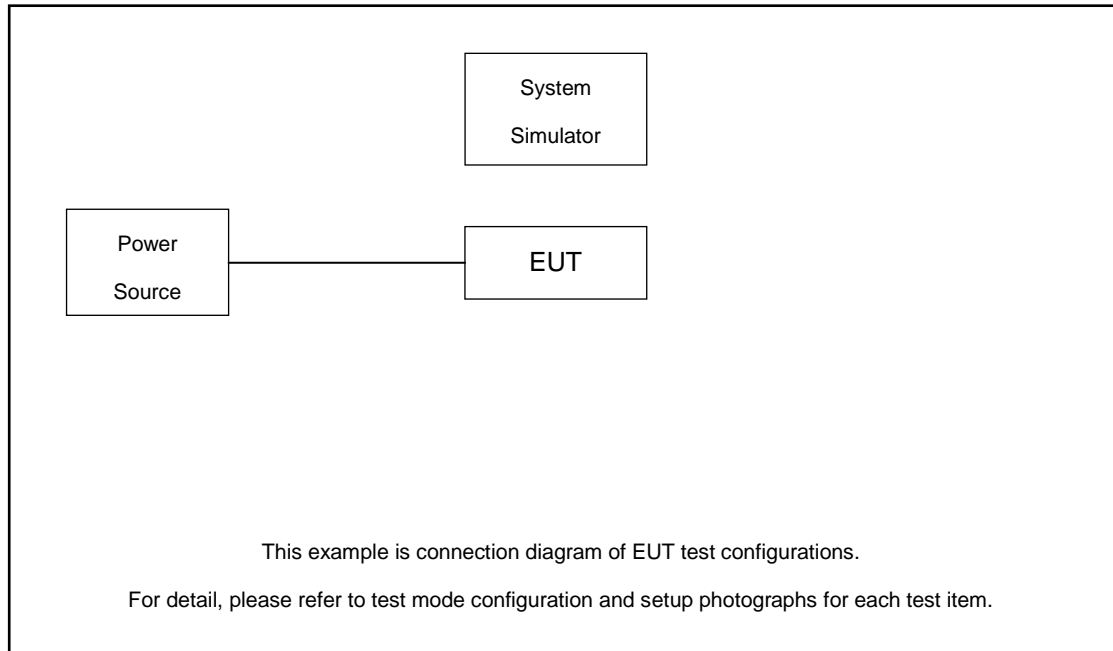 System
Simulator
Power
Source
EUT
This example is connection diagram of EUT test configurations.
For detail, please refer to test mode configuration and setup photographs for each test item.